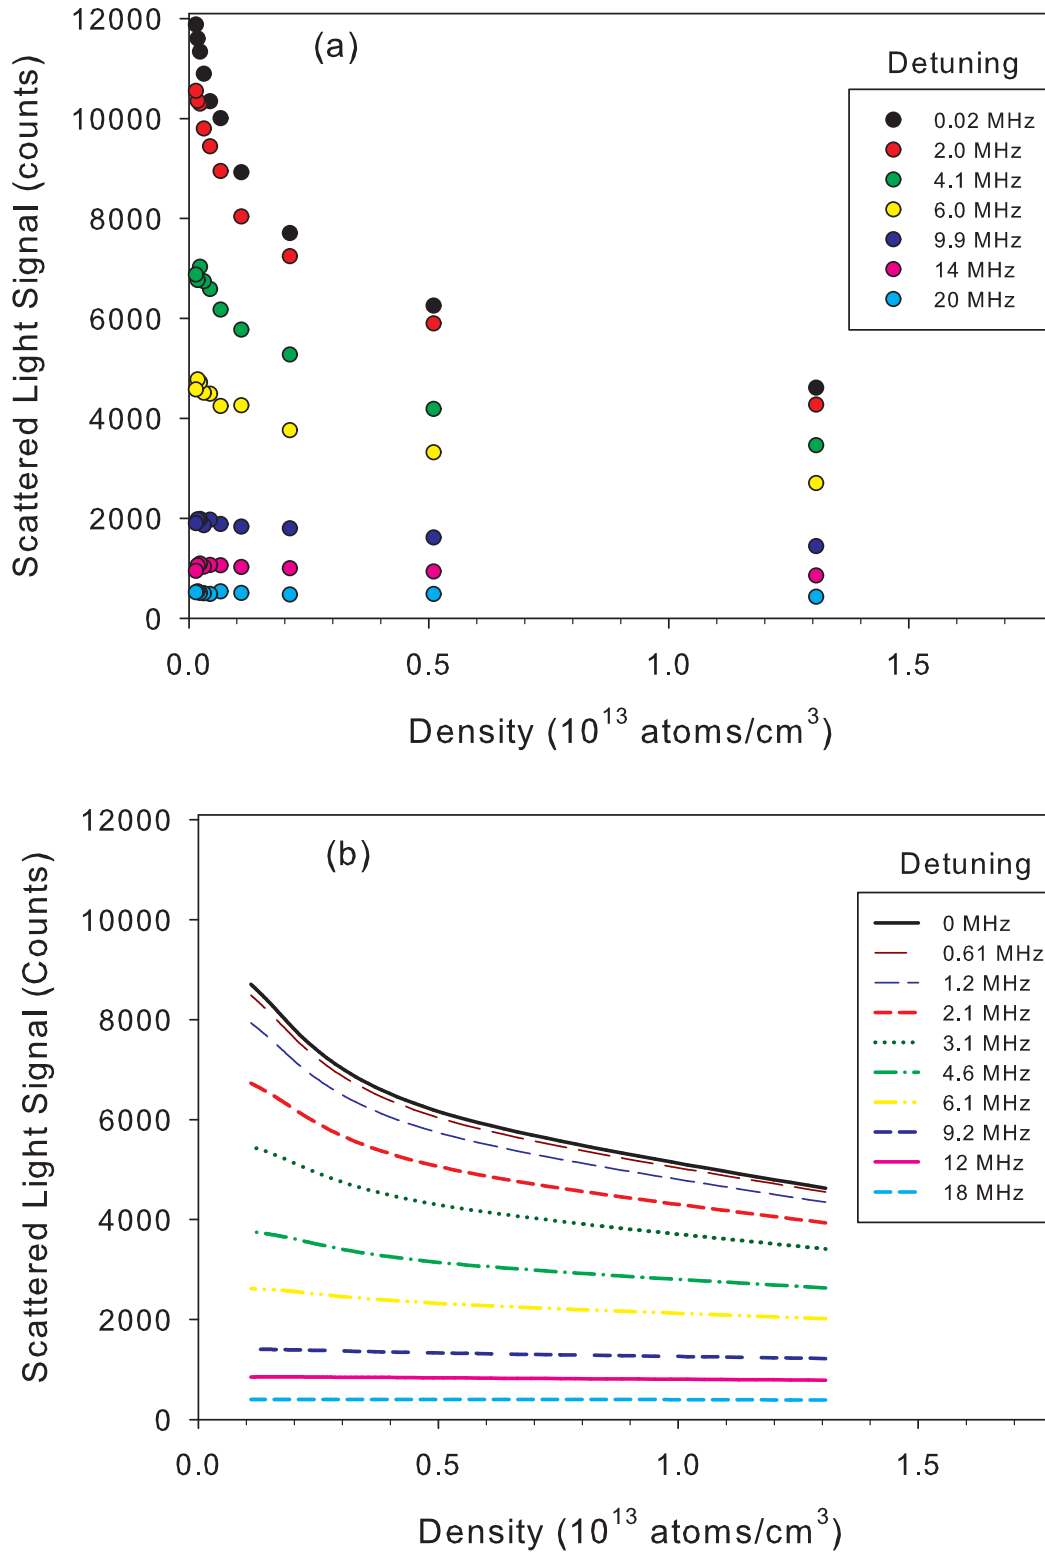 (a)
Scattered Light Signal (counts)
12000
10000
8000
6000
4000
2000
0
0.0 0.5 1.0 1.5
Density (10^13 atoms/cm^3)
Detuning
0.02 MHz
2.0 MHz
4.1 MHz
6.0 MHz
9.9 MHz
14 MHz
20 MHz
(b)
Scattered Light Signal (Counts)
12000
10000
8000
6000
4000
2000
0
0.0 0.5 1.0 1.5
Density (10^13 atoms/cm^3)
Detuning
0 MHz
0.61 MHz
1.2 MHz
2.1 MHz
3.1 MHz
4.6 MHz
6.1 MHz
9.2 MHz
12 MHz
18 MHz